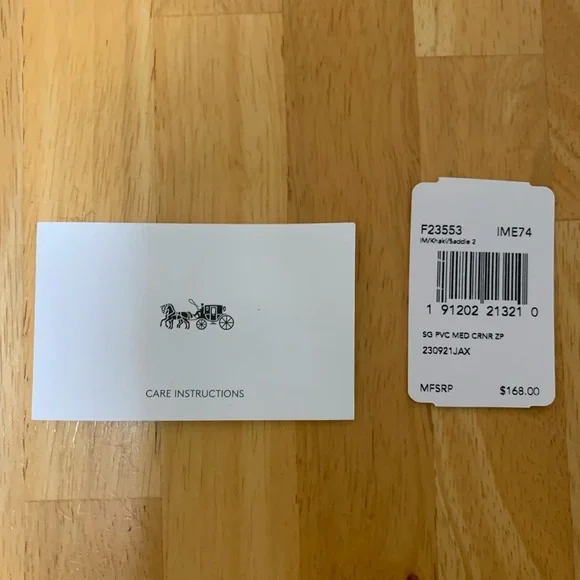 CARE INSTRUCTIONS
F23553 IME74
IM/Khaki/Saddle 2
1 91202 21321 0
SG PVC MED CRNR ZP
230921JAX
MFSRP $168.00